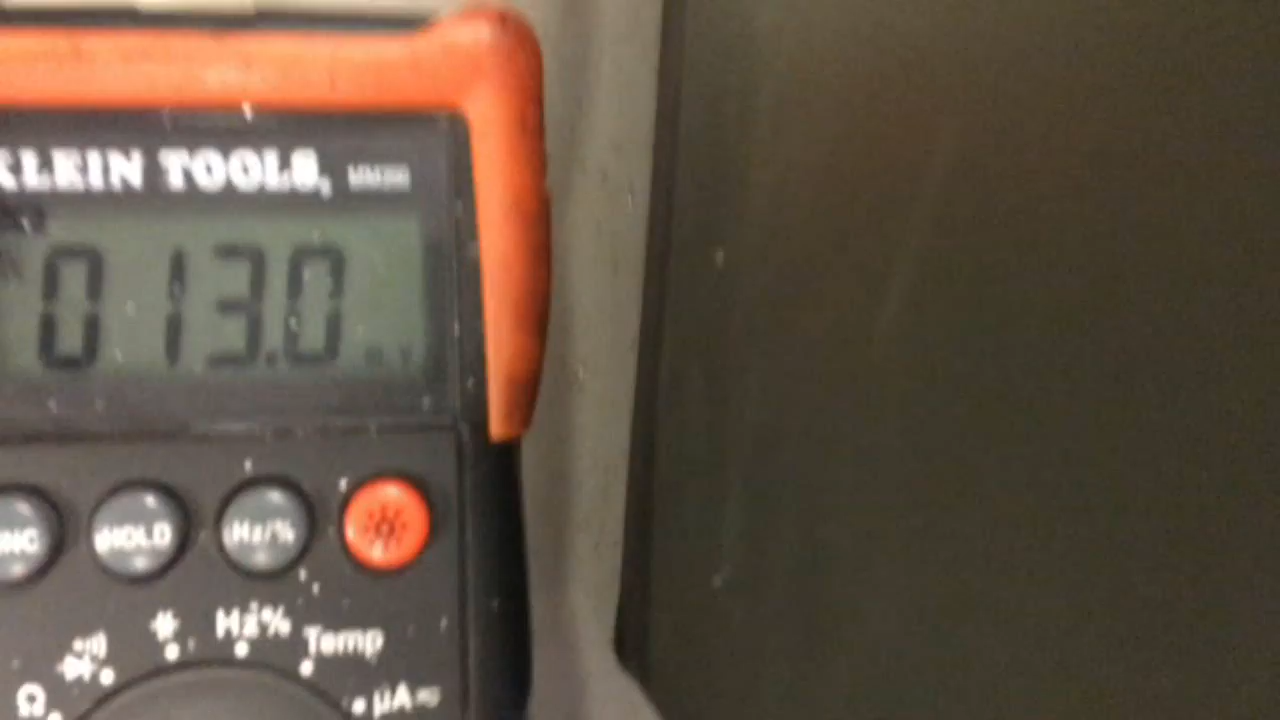 KLEIN TOOLS
013.0
HOLD Hz/%
Hz% Temp
Ω µA